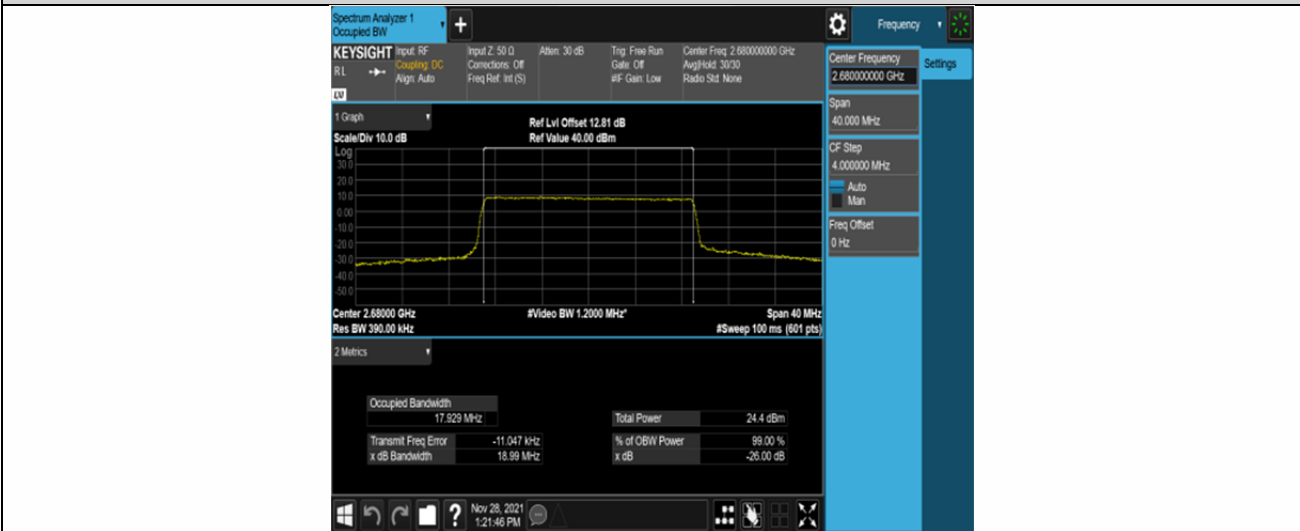 Spectrum Analyzer 1
Occupied BW
+
Frequency
KEYSIGHT
RL
Input: RF
Coupling: DC
Align: Auto
Input Z: 50 Ω
Corrections: Off
Freq Ref: Int (S)
Atten: 30 dB
Trig: Free Run
Gate: Off
#IF Gain: Low
Center Freq: 2.680000000 GHz
Avg|Hold: 30/30
Radio Std: None
Center Frequency
2.680000000 GHz
Settings
Span
40.000 MHz
CF Step
4.000000 MHz
Auto
Man
Freq Offset
0 Hz
1 Graph
Scale/Div 10.0 dB
Ref Lvl Offset 12.81 dB
Ref Value 40.00 dBm
Log
30.0
20.0
10.0
0.00
-10.0
-20.0
-30.0
-40.0
-50.0
Center 2.68000 GHz
Res BW 390.00 kHz
#Video BW 1.2000 MHz*
Span 40 MHz
#Sweep 100 ms (601 pts)
2 Metrics
Occupied Bandwidth
17.929 MHz
Transmit Freq Error -11.047 kHz
x dB Bandwidth 18.99 MHz
Total Power 24.4 dBm
% of OBW Power 99.00 %
x dB -26.00 dB
?
Nov 28, 2021
1:21:46 PM